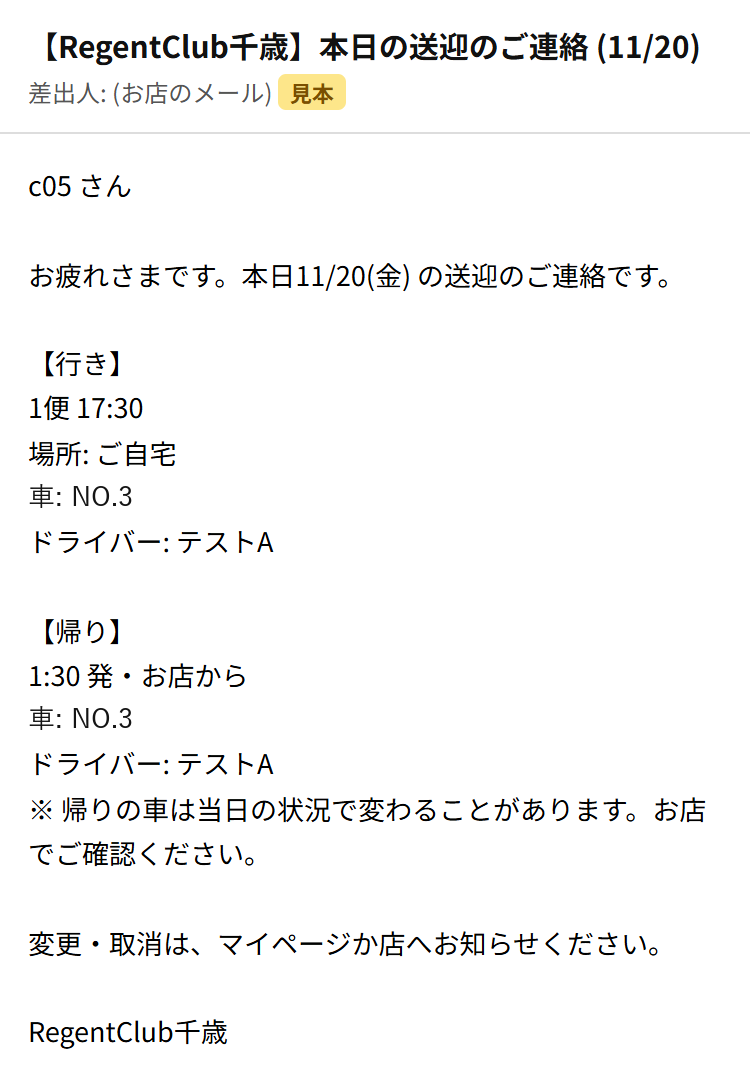 【RegentClub千歳】本日の送迎のご連絡 (11/20)
差出人: (お店のメール) 見本
c05 さん
お疲れさまです。本日11/20(金) の送迎のご連絡です。
【行き】
1便 17:30
場所: ご自宅
車: NO.3
ドライバー: テストA
【帰り】
1:30 発・お店から
車: NO.3
ドライバー: テストA
※ 帰りの車は当日の状況で変わることがあります。お店
でご確認ください。
変更・取消は、マイページか店へお知らせください。
RegentClub千歳